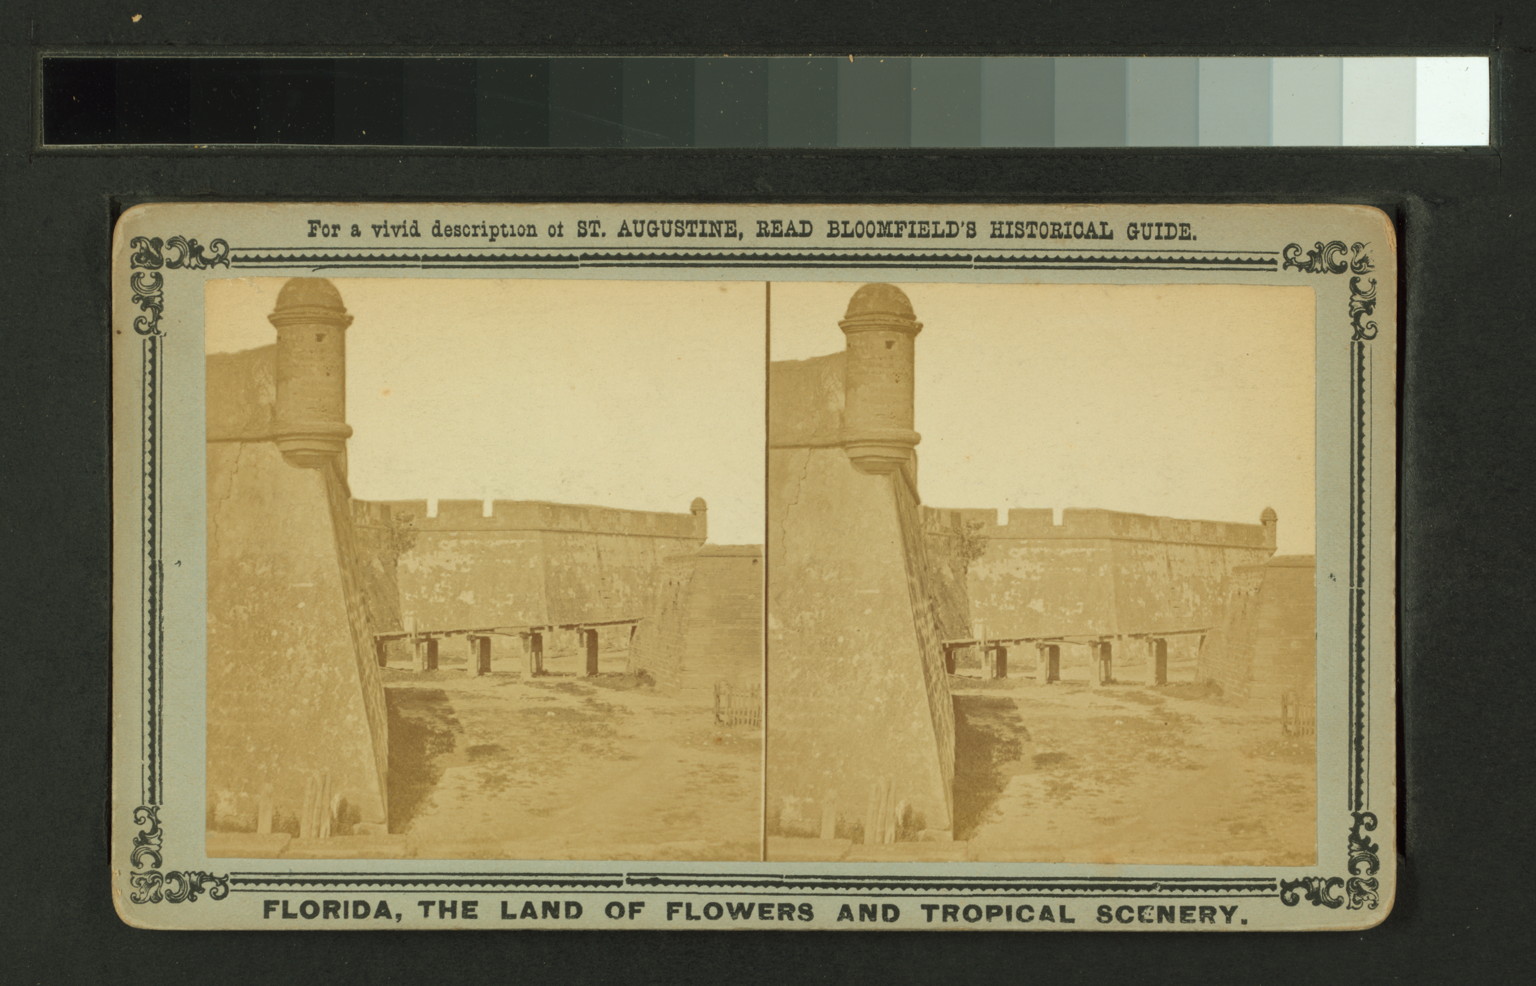 For a vivid description of ST. AUGUSTINE, READ BLOOMFIELD'S HISTORICAL GUIDE.
FLORIDA, THE LAND OF FLOWERS AND TROPICAL SCENERY.